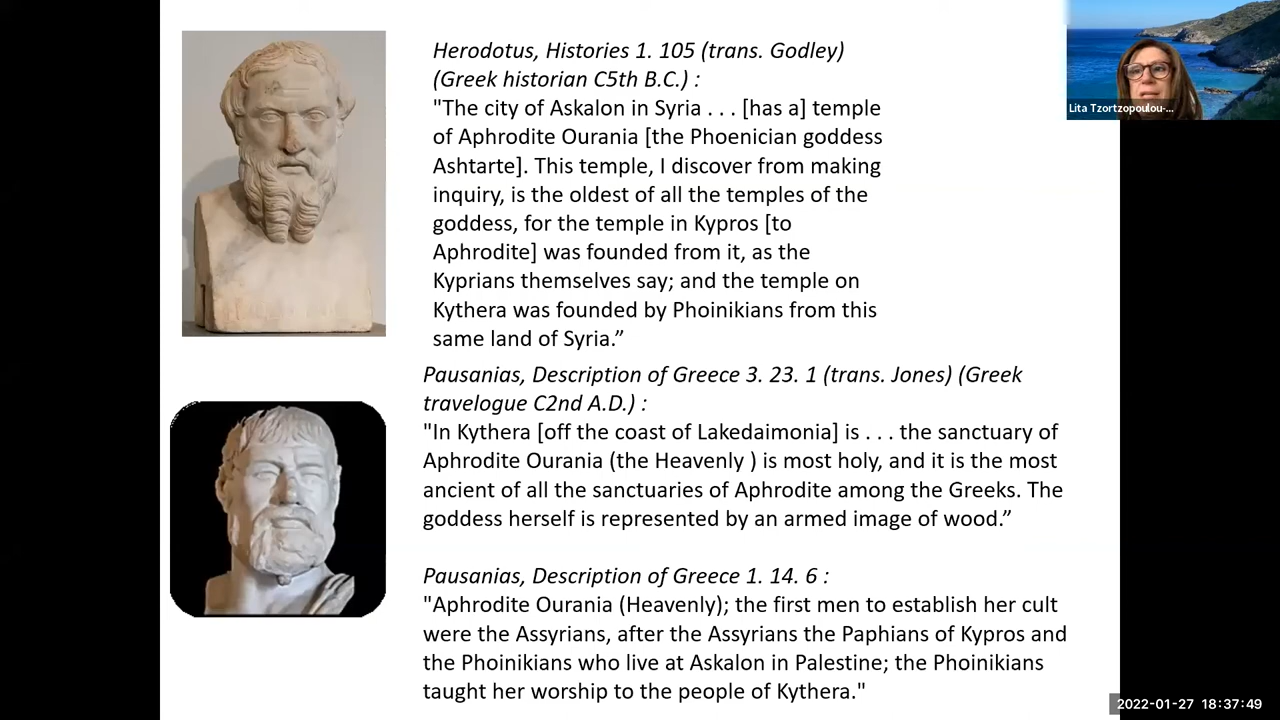 Herodotus, Histories 1. 105 (trans. Godley)
(Greek historian C5th B.C.) :
"The city of Askalon in Syria . . . [has a] temple
of Aphrodite Ourania [the Phoenician goddess
Ashtarte]. This temple, I discover from making
inquiry, is the oldest of all the temples of the
goddess, for the temple in Kypros [to
Aphrodite] was founded from it, as the
Kyprians themselves say; and the temple on
Kythera was founded by Phoinikians from this
same land of Syria.”
Pausanias, Description of Greece 3. 23. 1 (trans. Jones) (Greek
travelogue C2nd A.D.) :
"In Kythera [off the coast of Lakedaimonia] is . . . the sanctuary of
Aphrodite Ourania (the Heavenly ) is most holy, and it is the most
ancient of all the sanctuaries of Aphrodite among the Greeks. The
goddess herself is represented by an armed image of wood.”
Pausanias, Description of Greece 1. 14. 6 :
"Aphrodite Ourania (Heavenly); the first men to establish her cult
were the Assyrians, after the Assyrians the Paphians of Kypros and
the Phoinikians who live at Askalon in Palestine; the Phoinikians
taught her worship to the people of Kythera."
Lita Tzortzopoulou-...
2022-01-27 18:37:49